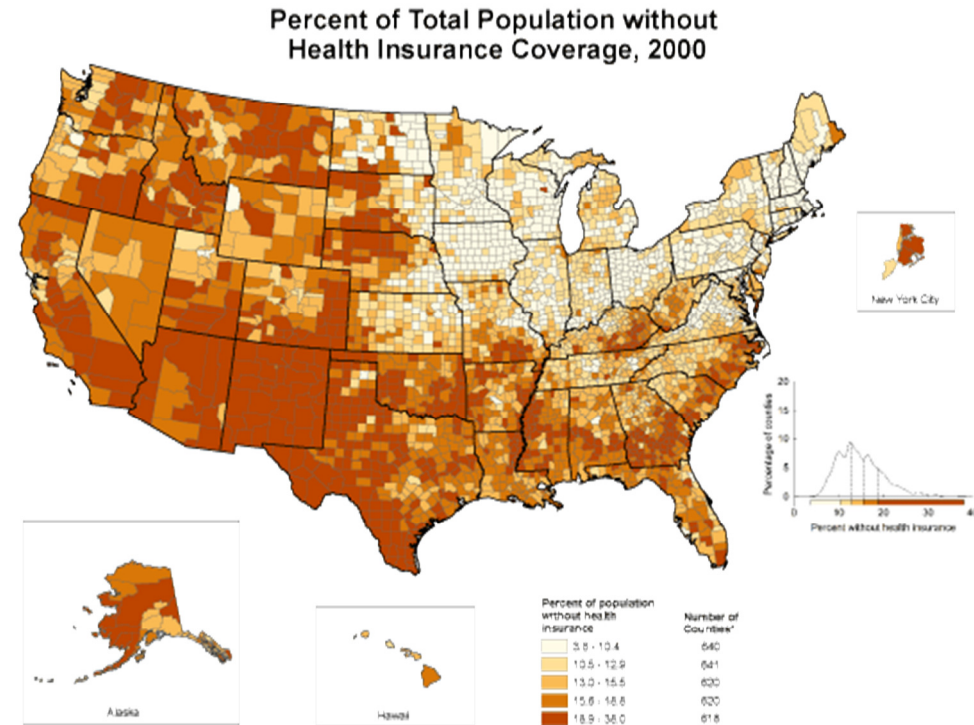 Percent of Total Population without
Health Insurance Coverage, 2000
New York City
20
15
10
5
0
Percentage of counties
0 10 20 30 40
Percent without health insurance
Alaska
Hawaii
Percent of population
without health
insurance
Number of
Counties*
3.8 - 10.4 640
10.5 - 12.9 641
13.0 - 15.5 620
15.6 - 18.8 620
18.9 - 38.0 618